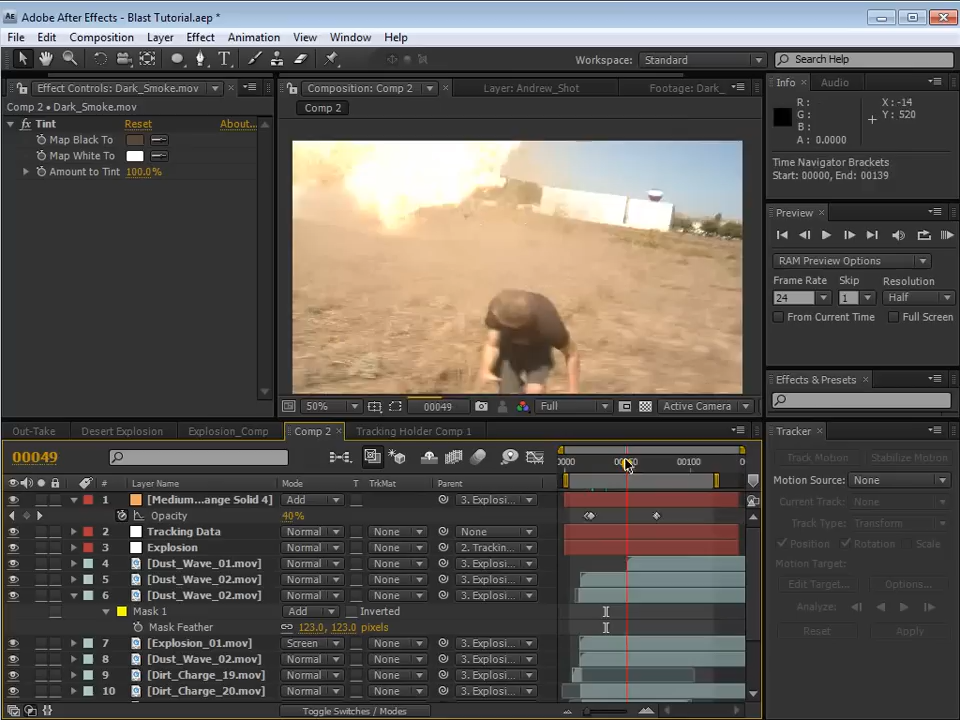 Adobe After Effects - Blast Tutorial.aep *
File Edit Composition Layer Effect Animation View Window Help
Workspace: Standard Search Help
Effect Controls: Dark_Smoke.mov
Comp 2 • Dark_Smoke.mov
fx Tint Reset About...
Map Black To
Map White To
Amount to Tint 100.0%
Composition: Comp 2 Layer: Andrew_Shot Footage: Dark_
Comp 2
50% 00049 Full Active Camera
Info Audio
R : X : -14
G : Y : 520
B :
A : 0.0000
Time Navigator Brackets
Start: 00000, End: 00139
Preview
RAM Preview Options
Frame Rate Skip Resolution
24 1 Half
From Current Time Full Screen
Effects & Presets
Tracker
Track Motion Stabilize Motion
Motion Source: None
Current Track: None
Track Type: Transform
Position Rotation Scale
Motion Target:
Edit Target... Options...
Analyze:
Reset Apply
Out-Take Desert Explosion Explosion_Comp Comp 2 Tracking Holder Comp 1
00049
# Layer Name Mode T TrkMat Parent
1 [Medium...ange Solid 4] Add 3. Explosi...
Opacity 40%
2 Tracking Data Normal None None
3 Explosion Normal None 2. Trackin...
4 [Dust_Wave_01.mov] Normal None 3. Explosi...
5 [Dust_Wave_02.mov] Normal None 3. Explosi...
6 [Dust_Wave_02.mov] Normal None 3. Explosi...
Mask 1 Add Inverted
Mask Feather 123.0, 123.0 pixels
7 [Explosion_01.mov] Screen None 3. Explosi...
8 [Dust_Wave_02.mov] Normal None 3. Explosi...
9 [Dirt_Charge_19.mov] Normal None 3. Explosi...
10 [Dirt_Charge_20.mov] Normal None 3. Explosi...
Toggle Switches / Modes